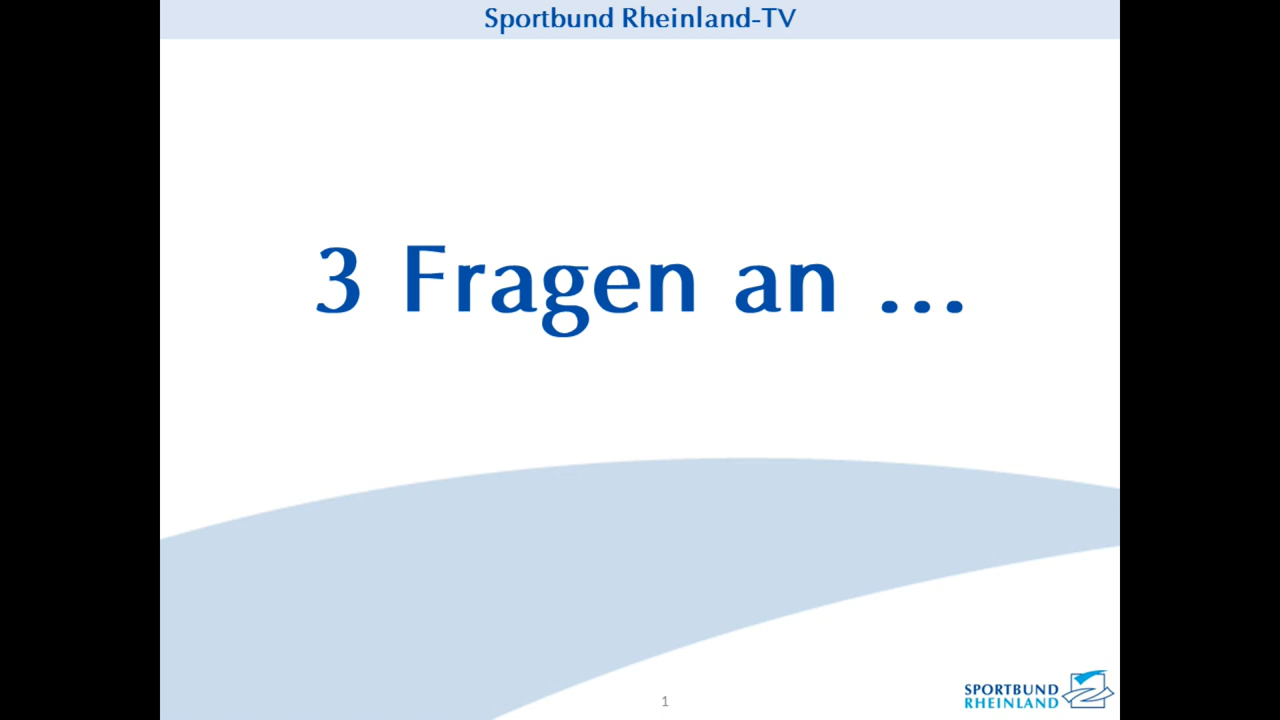 Sportbund Rheinland-TV
3 Fragen an ...
1
SPORTBUND
RHEINLAND